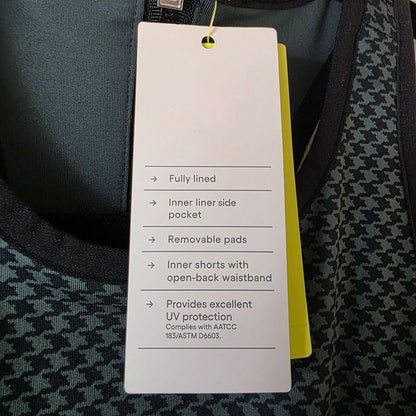 → Fully lined
→ Inner liner side
pocket
→ Removable pads
→ Inner shorts with
open-back waistband
→ Provides excellent
UV protection
Complies with AATCC
183/ASTM D6603.